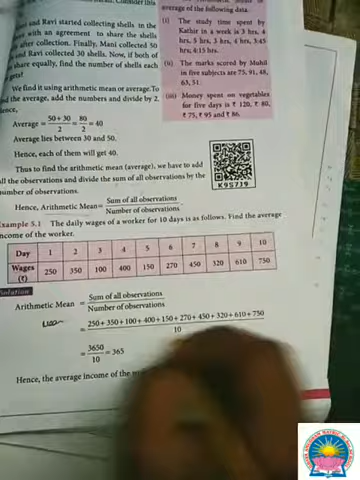 and Ravi started collecting shells in the
with an agreement to share the shells
after collection. Finally, Mani collected 50
and Ravi collected 30 shells. Now, if both of
share equally, find the number of shells each
gets?
We find it using arithmetic mean or average. To
find the average, add the numbers and divide by 2.
Hence,
Average = 50 + 30 / 2 = 80 / 2 = 40
Average lies between 30 and 50.
Hence, each of them will get 40.
Thus to find the arithmetic mean (average), we have to add
all the observations and divide the sum of all observations by the
number of observations.
Hence, Arithmetic Mean = Sum of all observations / Number of observations
of the following data.
(i) The study time spent by
Kathir in a week is 3 hrs, 4
hrs, 5 hrs, 3 hrs, 4 hrs, 3:45
hrs; 4:15 hrs.
(ii) The marks scored by Muhil
in five subjects are 75, 91, 48,
63, 51.
(iii) Money spent on vegetables
for five days is ₹ 120, ₹ 80,
₹ 75, ₹ 95 and ₹ 86.
Example 5.1 The daily wages of a worker for 10 days is as follows. Find the average
income of the worker.
Day 1 2 3 4 5 6 7 8 9 10
Wages (₹) 250 350 100 400 150 270 450 320 610 750
Solution
Arithmetic Mean = Sum of all observations / Number of observations
= 250 + 350 + 100 + 400 + 150 + 270 + 450 + 320 + 610 + 750 / 10
= 3650 / 10 = 365
Hence, the average income of the